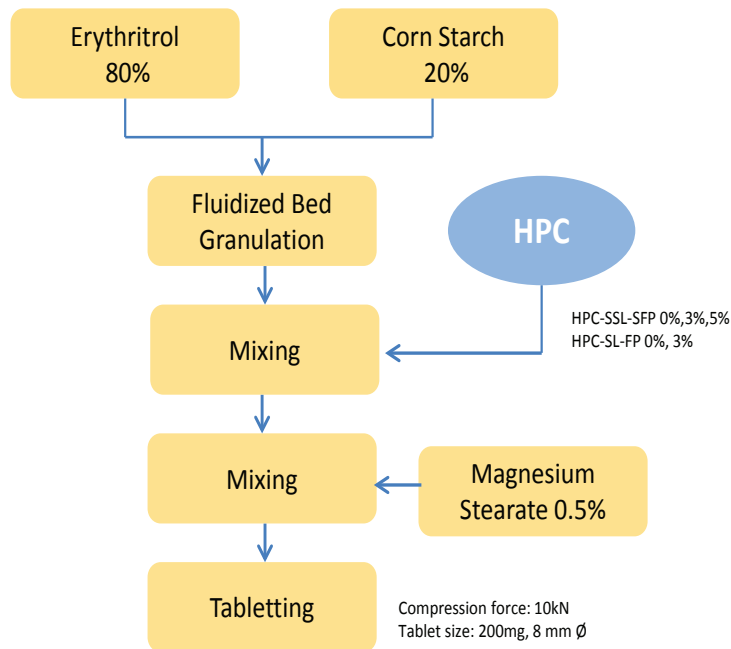 Erythritrol
80%
Corn Starch
20%
Fluidized Bed
Granulation
HPC
HPC-SSL-SFP 0%,3%,5%
HPC-SL-FP 0%, 3%
Mixing
Mixing
Magnesium
Stearate 0.5%
Tabletting
Compression force: 10kN
Tablet size: 200mg, 8 mm Ø